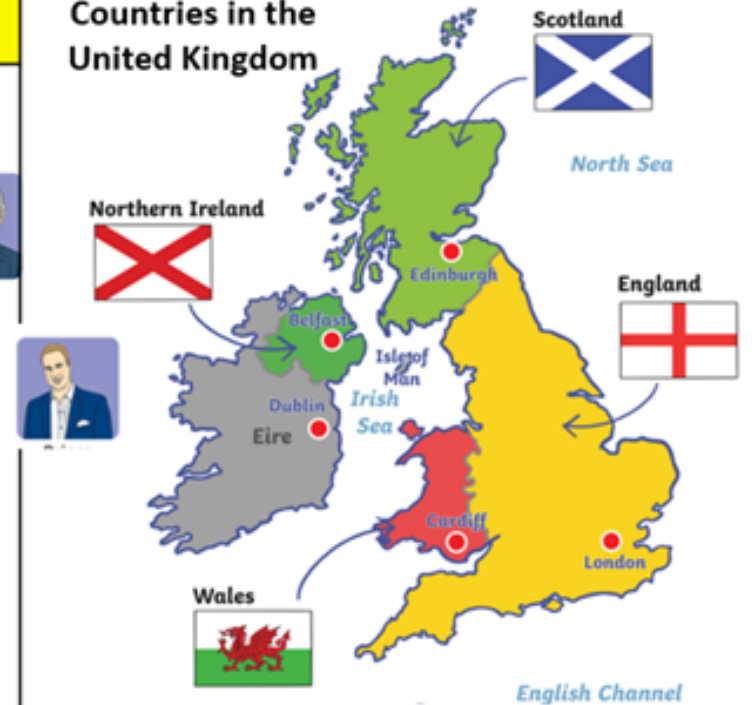 Countries in the
United Kingdom
Scotland
North Sea
Northern Ireland
Edinburgh
England
Belfast
Isle of
Man
Irish
Sea
Dublin
Eire
Cardiff
London
Wales
English Channel